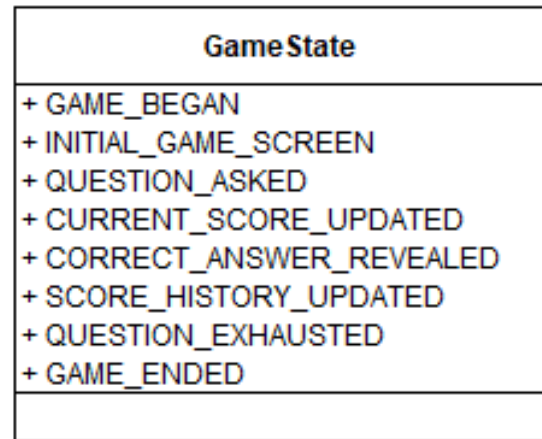 GameState
+ GAME_BEGAN
+ INITIAL_GAME_SCREEN
+ QUESTION_ASKED
+ CURRENT_SCORE_UPDATED
+ CORRECT_ANSWER_REVEALED
+ SCORE_HISTORY_UPDATED
+ QUESTION_EXHAUSTED
+ GAME_ENDED